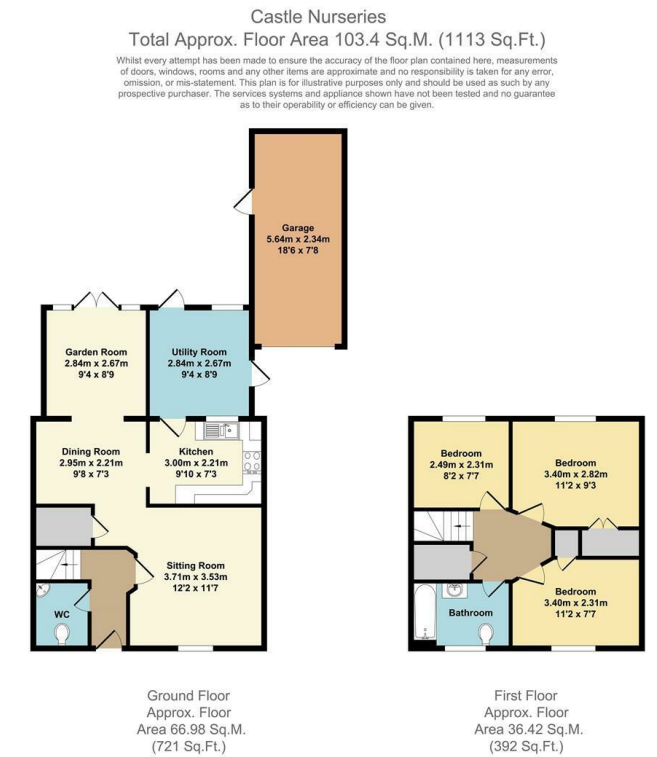 Castle Nurseries
Total Approx. Floor Area 103.4 Sq.M. (1113 Sq.Ft.)
Whilst every attempt has been made to ensure the accuracy of the floor plan contained here, measurements
of doors, windows, rooms and any other items are approximate and no responsibility is taken for any error,
omission, or mis-statement. This plan is for illustrative purposes only and should be used as such by any
prospective purchaser. The services systems and appliance shown have not been tested and no guarantee
as to their operability or efficiency can be given.
Garage
5.64m x 2.34m
18'6 x 7'8
Garden Room
2.84m x 2.67m
9'4 x 8'9
Utility Room
2.84m x 2.67m
9'4 x 8'9
Dining Room
2.95m x 2.21m
9'8 x 7'3
Kitchen
3.00m x 2.21m
9'10 x 7'3
Sitting Room
3.71m x 3.53m
12'2 x 11'7
WC
Bedroom
2.49m x 2.31m
8'2 x 7'7
Bedroom
3.40m x 2.82m
11'2 x 9'3
Bedroom
3.40m x 2.31m
11'2 x 7'7
Bathroom
Ground Floor
Approx. Floor
Area 66.98 Sq.M.
(721 Sq.Ft.)
First Floor
Approx. Floor
Area 36.42 Sq.M.
(392 Sq.Ft.)